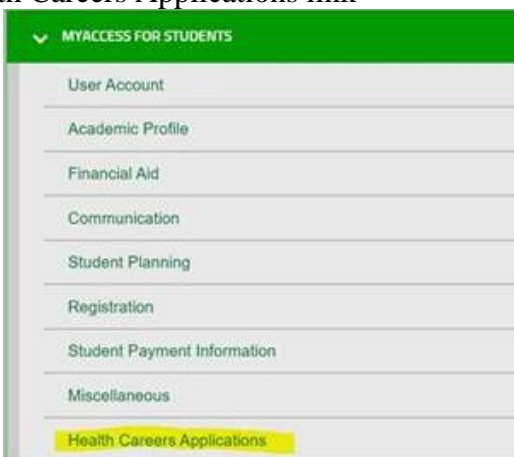 Careers Applications link
MYACCESS FOR STUDENTS
User Account
Academic Profile
Financial Aid
Communication
Student Planning
Registration
Student Payment Information
Miscellaneous
Health Careers Applications